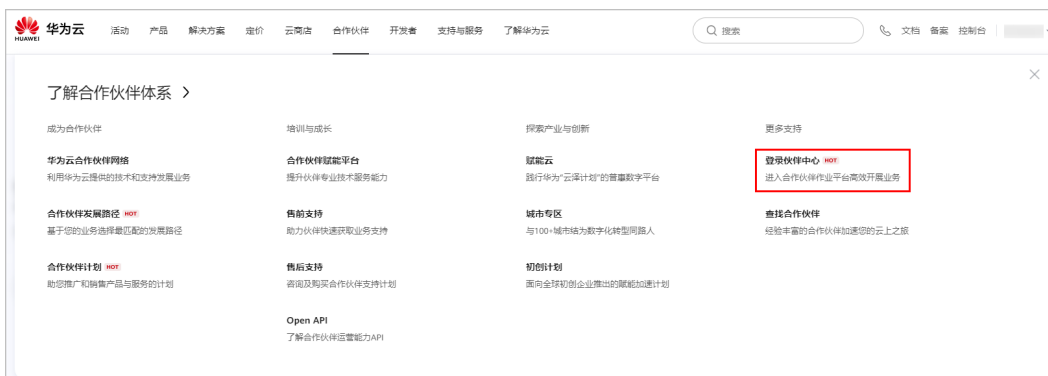 HUAWEI 华为云 活动 产品 解决方案 定价 云商店 合作伙伴 开发者 支持与服务 了解华为云 搜索 文档 备案 控制台
了解合作伙伴体系
成为合作伙伴 培训与成长 探索产业与创新 更多支持
华为云合作伙伴网络 合作伙伴赋能平台 赋能云 登录伙伴中心 HOT
利用华为云提供的技术和支持发展业务 提升伙伴专业技术服务能力 践行华为“云泽计划”的普惠数字平台 进入合作伙伴作业平台高效开展业务
合作伙伴发展路径 HOT 售前支持 城市专区 查找合作伙伴
基于您的业务选择最匹配的发展路径 助力伙伴快速获取业务支持 与100+城市结为数字化转型同路人 经验丰富的合作伙伴加速您的云上之旅
合作伙伴计划 HOT 售后支持 初创计划
助您推广和销售产品与服务的计划 咨询及购买合作伙伴支持计划 面向全球初创企业推出的赋能加速计划
Open API
了解合作伙伴运营能力API